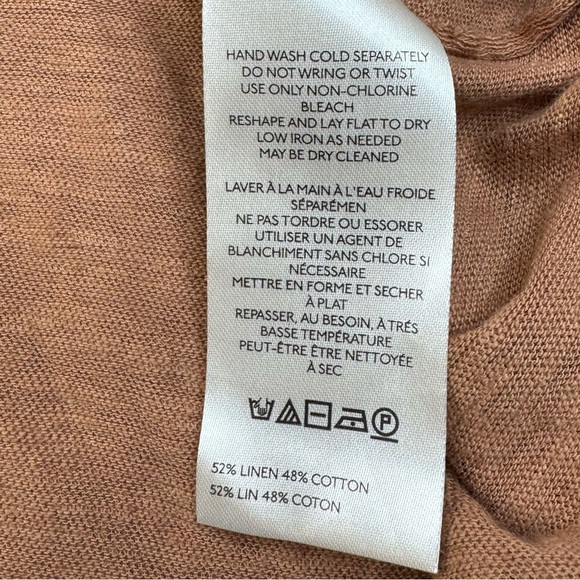 HAND WASH COLD SEPARATELY
DO NOT WRING OR TWIST
USE ONLY NON-CHLORINE
BLEACH
RESHAPE AND LAY FLAT TO DRY
LOW IRON AS NEEDED
MAY BE DRY CLEANED
LAVER À LA MAIN À L'EAU FROIDE
SÉPARÉMEN
NE PAS TORDRE OU ESSORER
UTILISER UN AGENT DE
BLANCHIMENT SANS CHLORE SI
NÉCESSAIRE
METTRE EN FORME ET SECHER
À PLAT
REPASSER, AU BESOIN, À TRÉS
BASSE TEMPÉRATURE
PEUT-ÊTRE ÊTRE NETTOYÉE
À SEC
P
52% LINEN 48% COTTON
52% LIN 48% COTON